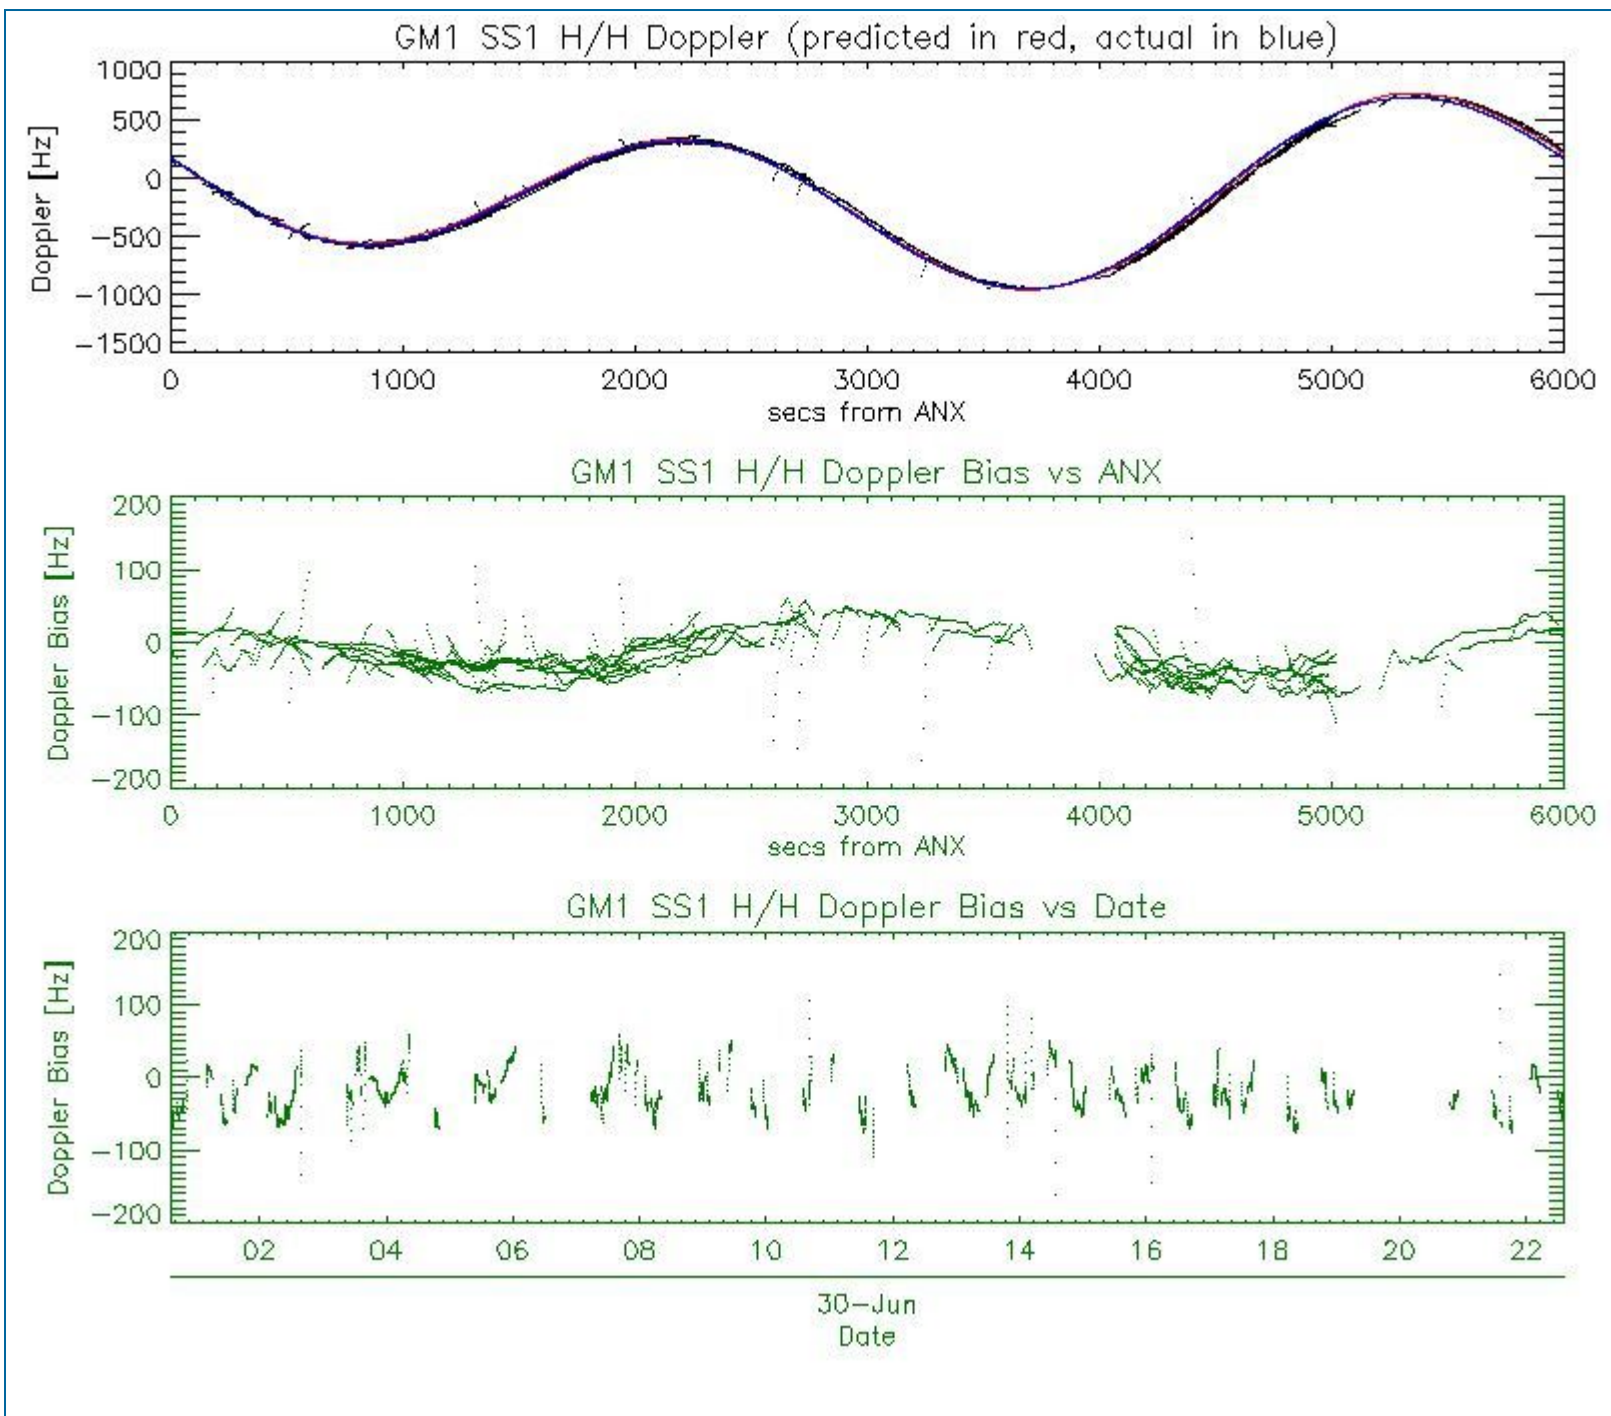 GM1 SS1 H/H Doppler (predicted in red, actual in blue)
Doppler [Hz]
1000
500
0
−500
−1000
−1500
0 1000 2000 3000 4000 5000 6000
secs from ANX
GM1 SS1 H/H Doppler Bias vs ANX
Doppler Bias [Hz]
200
100
0
−100
−200
0 1000 2000 3000 4000 5000 6000
secs from ANX
GM1 SS1 H/H Doppler Bias vs Date
Doppler Bias [Hz]
200
100
0
−100
−200
02 04 06 08 10 12 14 16 18 20 22
30−Jun
Date